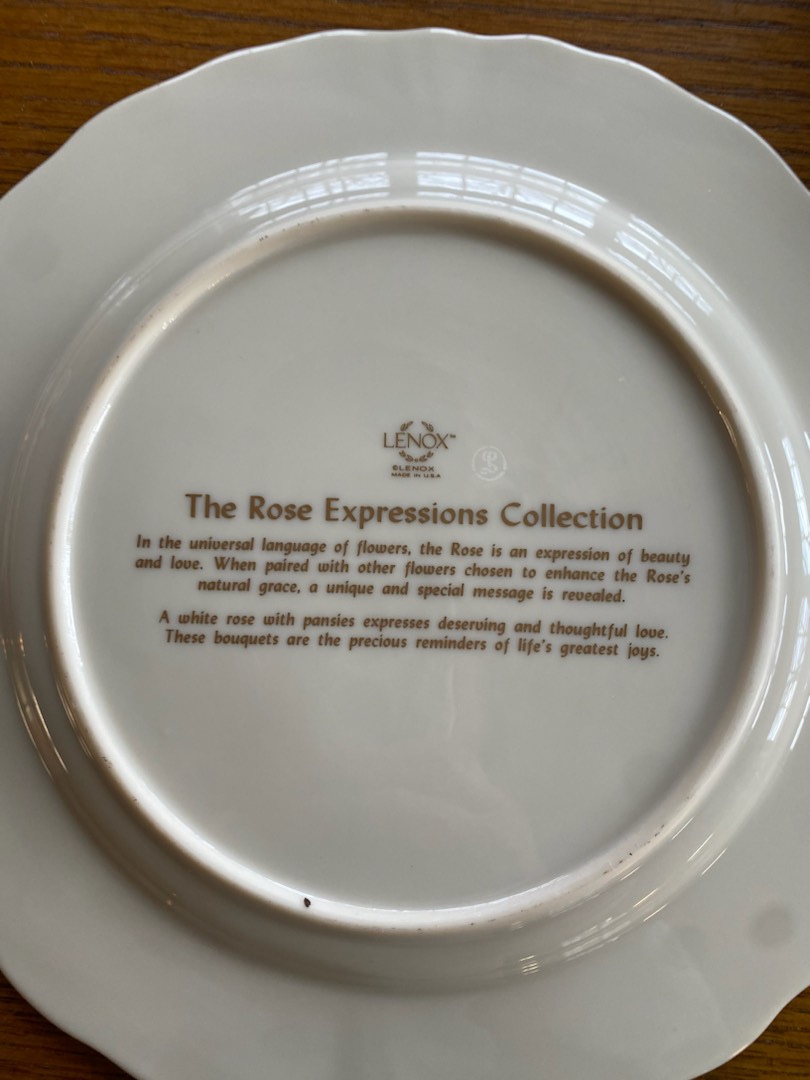 LENOX™
©LENOX
MADE IN U.S.A
The Rose Expressions Collection
In the universal language of flowers, the Rose is an expression of beauty
and love. When paired with other flowers chosen to enhance the Rose's
natural grace, a unique and special message is revealed.
A white rose with pansies expresses deserving and thoughtful love.
These bouquets are the precious reminders of life's greatest joys.